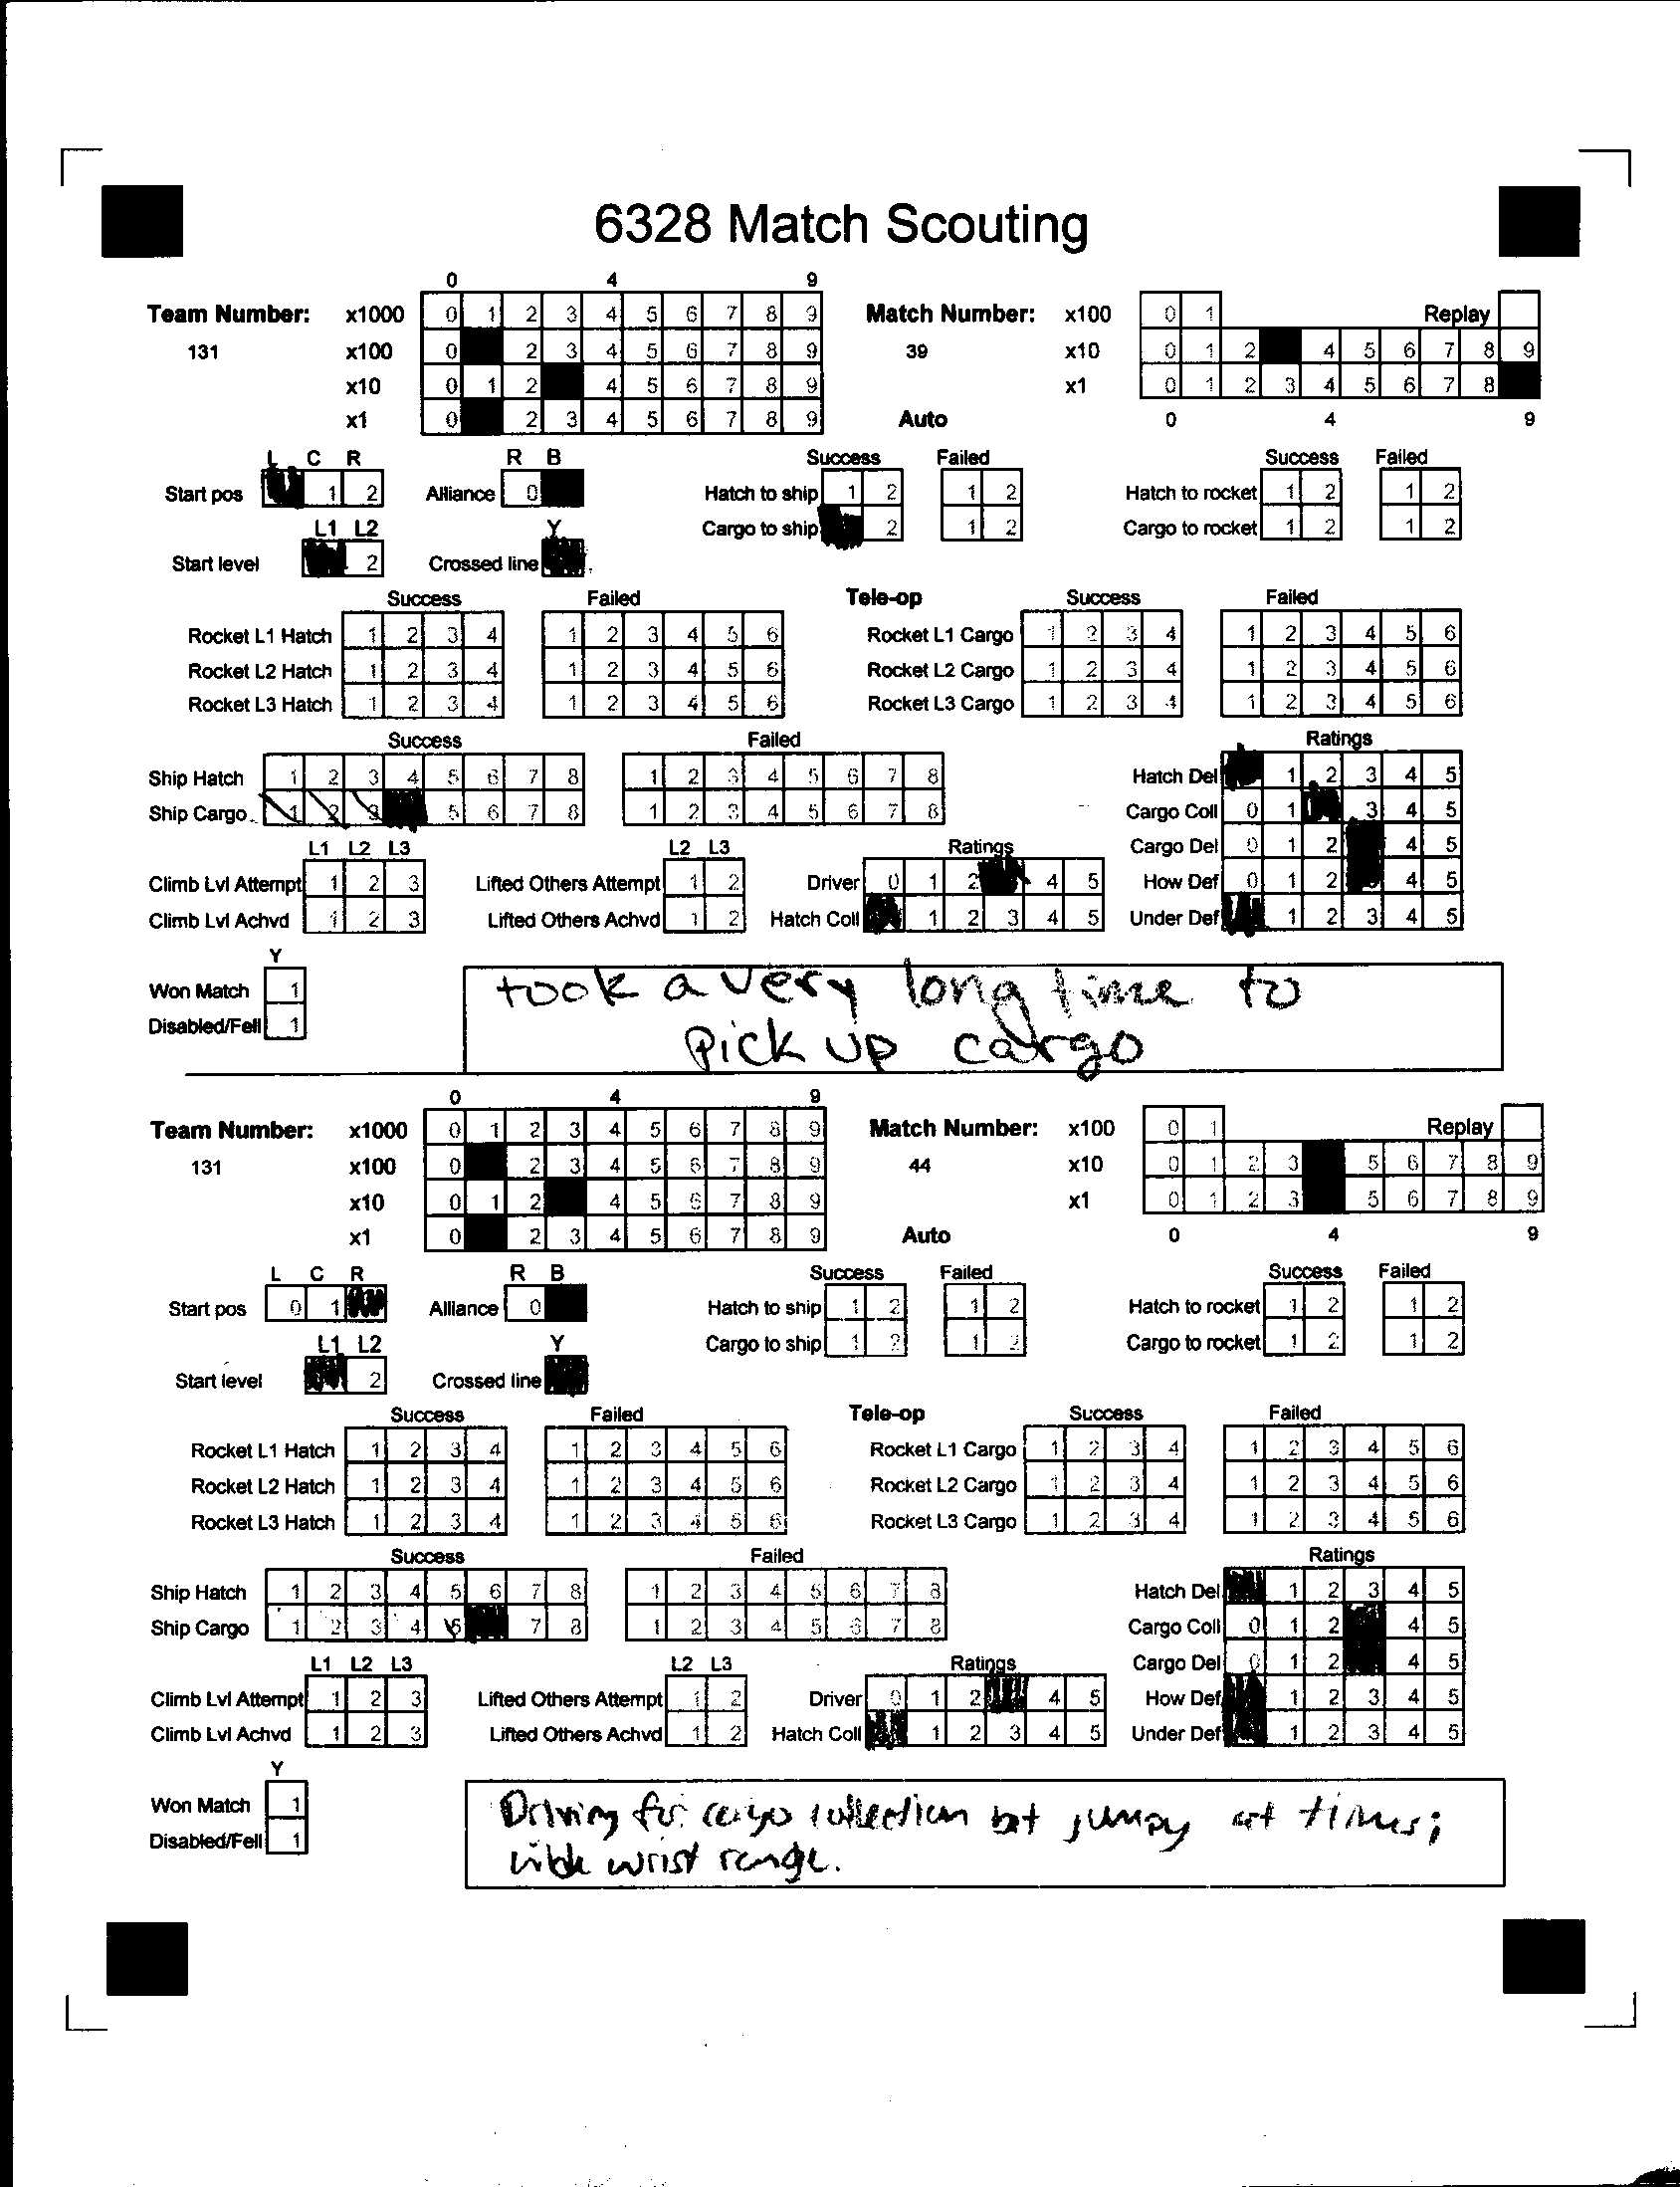 6328 Match Scouting
0 4 9
Team Number: x1000 0 1 2 3 4 5 6 7 8 9 Match Number: x100 0 1 Replay
131 x100 0 2 3 4 5 6 7 8 9 39 x10 0 1 2 4 5 6 7 8 9
x10 0 1 2 4 5 6 7 8 9 x1 0 1 2 3 4 5 6 7 8
x1 0 2 3 4 5 6 7 8 9 Auto 0 4 9
L C R R B Success Failed Success Failed
Start pos 1 2 Alliance 0 Hatch to ship 1 2 1 2 Hatch to rocket 1 2 1 2
L1 L2 Y Cargo to ship 2 1 2 Cargo to rocket 1 2 1 2
Start level 2 Crossed line
Success Failed Tele-op Success Failed
Rocket L1 Hatch 1 2 3 4 1 2 3 4 5 6 Rocket L1 Cargo 1 2 3 4 1 2 3 4 5 6
Rocket L2 Hatch 1 2 3 4 1 2 3 4 5 6 Rocket L2 Cargo 1 2 3 4 1 2 3 4 5 6
Rocket L3 Hatch 1 2 3 4 1 2 3 4 5 6 Rocket L3 Cargo 1 2 3 4 1 2 3 4 5 6
Success Failed Ratings
Ship Hatch 1 2 3 4 5 6 7 8 1 2 3 4 5 6 7 8 Hatch Del 1 2 3 4 5
Ship Cargo 1 2 3 5 6 7 8 1 2 3 4 5 6 7 8 Cargo Coll 0 1 3 4 5
L1 L2 L3 L2 L3 Ratings Cargo Del 0 1 2 4 5
Climb Lvl Attempt 1 2 3 Lifted Others Attempt 1 2 Driver 0 1 2 4 5 How Def 0 1 2 4 5
Climb Lvl Achvd 1 2 3 Lifted Others Achvd 1 2 Hatch Coll 1 2 3 4 5 Under Def 1 2 3 4 5
Y
Won Match 1
Disabled/Fell 1
took a very long time to
pick up cargo
0 4 9
Team Number: x1000 0 1 2 3 4 5 6 7 8 9 Match Number: x100 0 1 Replay
131 x100 0 2 3 4 5 6 7 8 9 44 x10 0 1 2 3 5 6 7 8 9
x10 0 1 2 4 5 6 7 8 9 x1 0 1 2 3 5 6 7 8 9
x1 0 2 3 4 5 6 7 8 9 Auto 0 4 9
L C R R B Success Failed Success Failed
Start pos 0 1 Alliance 0 Hatch to ship 1 2 1 2 Hatch to rocket 1 2 1 2
L1 L2 Y Cargo to ship 1 2 1 2 Cargo to rocket 1 2 1 2
Start level 2 Crossed line
Success Failed Tele-op Success Failed
Rocket L1 Hatch 1 2 3 4 1 2 3 4 5 6 Rocket L1 Cargo 1 2 3 4 1 2 3 4 5 6
Rocket L2 Hatch 1 2 3 4 1 2 3 4 5 6 Rocket L2 Cargo 1 2 3 4 1 2 3 4 5 6
Rocket L3 Hatch 1 2 3 4 1 2 3 4 5 6 Rocket L3 Cargo 1 2 3 4 1 2 3 4 5 6
Success Failed Ratings
Ship Hatch 1 2 3 4 5 6 7 8 1 2 3 4 5 6 7 8 Hatch Del 1 2 3 4 5
Ship Cargo 1 2 3 4 5 7 8 1 2 3 4 5 6 7 8 Cargo Coll 0 1 2 4 5
L1 L2 L3 L2 L3 Ratings Cargo Del 0 1 2 4 5
Climb Lvl Attempt 1 2 3 Lifted Others Attempt 1 2 Driver 0 1 2 4 5 How Def 1 2 3 4 5
Climb Lvl Achvd 1 2 3 Lifted Others Achvd 1 2 Hatch Coll 1 2 3 4 5 Under Def 1 2 3 4 5
Y
Won Match 1
Disabled/Fell 1
Driving for cargo collection bit jumpy at times;
wrist range.